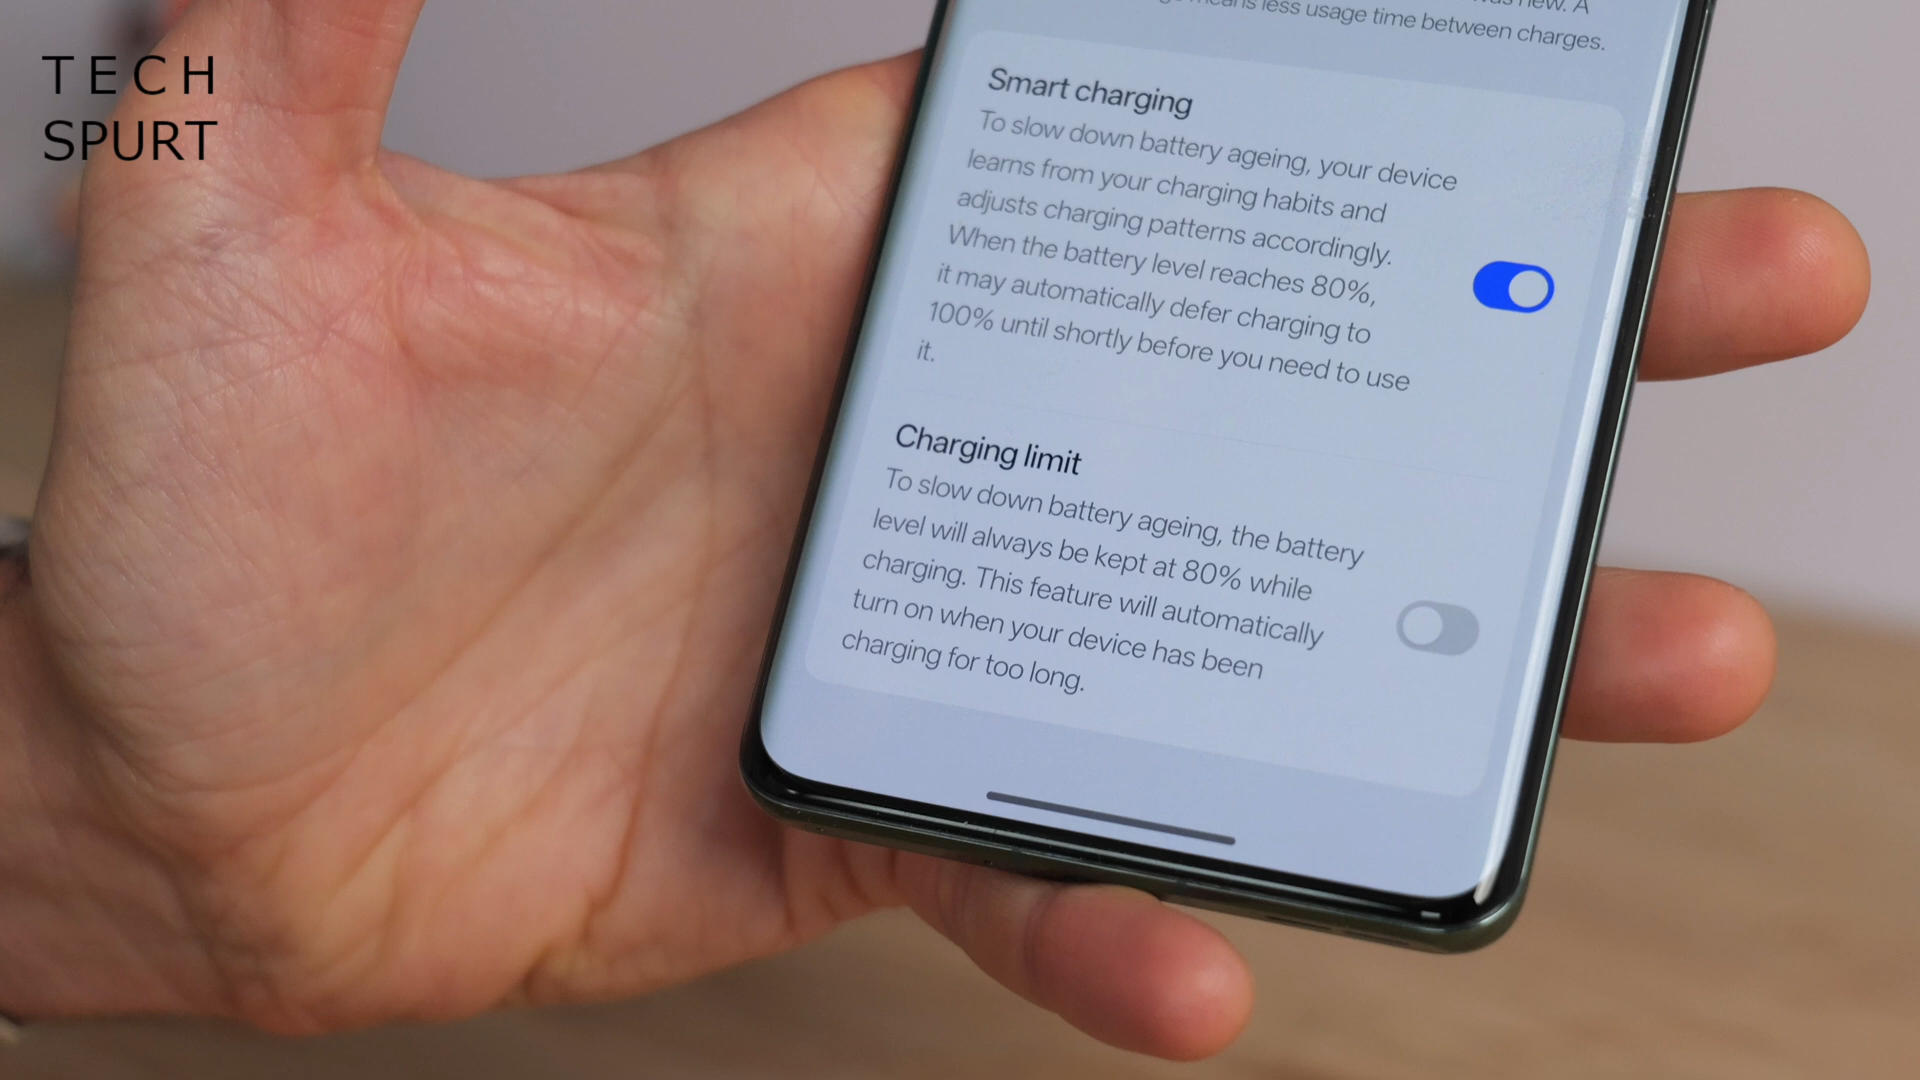 TECH
SPURT
new. A
means less usage time between charges.
Smart charging
To slow down battery ageing, your device
learns from your charging habits and
adjusts charging patterns accordingly.
When the battery level reaches 80%,
it may automatically defer charging to
100% until shortly before you need to use
it.
Charging limit
To slow down battery ageing, the battery
level will always be kept at 80% while
charging. This feature will automatically
turn on when your device has been
charging for too long.